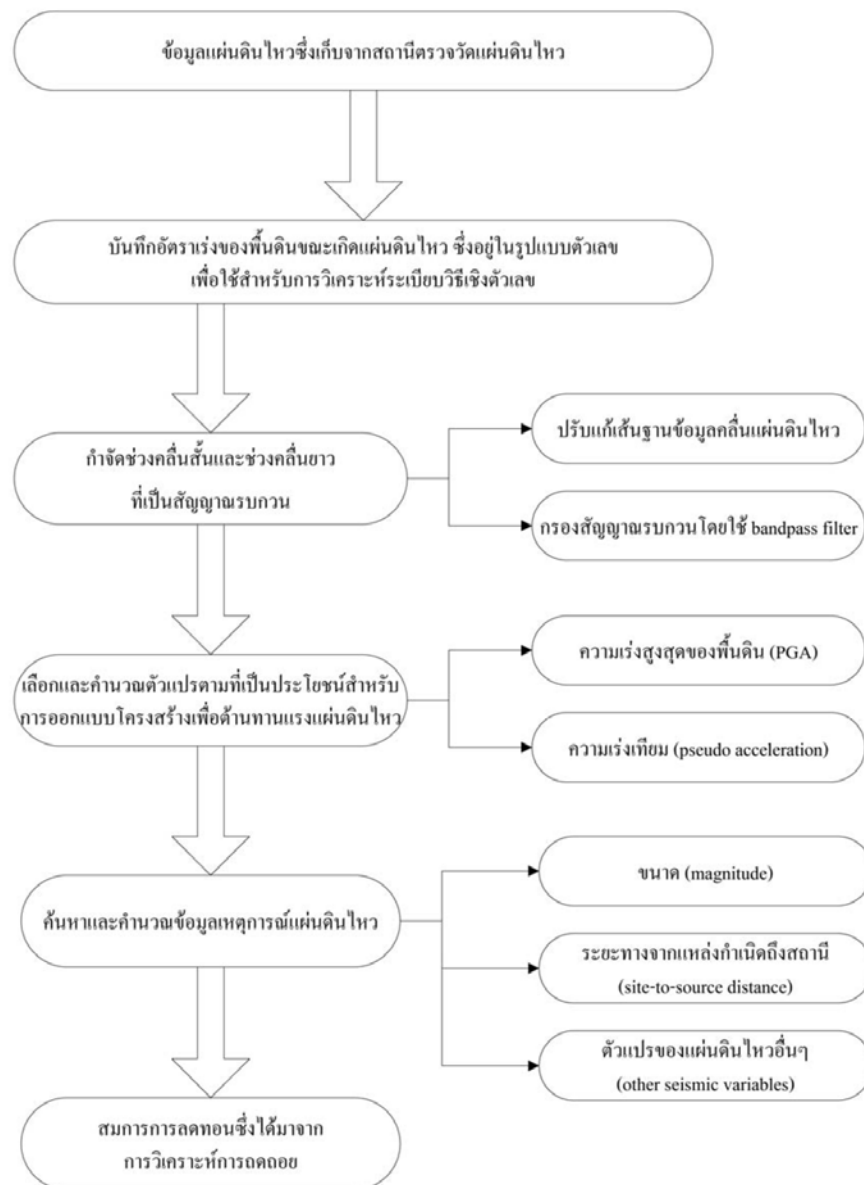 ข้อมูลแผ่นดินไหวซึ่งเก็บจากสถานีตรวจวัดแผ่นดินไหว
บันทึกอัตราเร่งของพื้นดินขณะเกิดแผ่นดินไหว ซึ่งอยู่ในรูปแบบตัวเลข
เพื่อใช้สำหรับการวิเคราะห์ระเบียบวิธีเชิงตัวเลข
กำจัดช่วงคลื่นสั้นและช่วงคลื่นยาว
ที่เป็นสัญญาณรบกวน
ปรับแก้เส้นฐานข้อมูลคลื่นแผ่นดินไหว
กรองสัญญาณรบกวนโดยใช้ bandpass filter
เลือกและคำนวณตัวแปรตามที่เป็นประโยชน์สำหรับ
การออกแบบโครงสร้างเพื่อต้านทานแรงแผ่นดินไหว
ความเร่งสูงสุดของพื้นดิน (PGA)
ความเร่งเทียม (pseudo acceleration)
ค้นหาและคำนวณข้อมูลเหตุการณ์แผ่นดินไหว
ขนาด (magnitude)
ระยะทางจากแหล่งกำเนิดถึงสถานี
(site-to-source distance)
ตัวแปรของแผ่นดินไหวอื่นๆ
(other seismic variables)
สมการการลดทอนซึ่งได้มาจาก
การวิเคราะห์การถดถอย